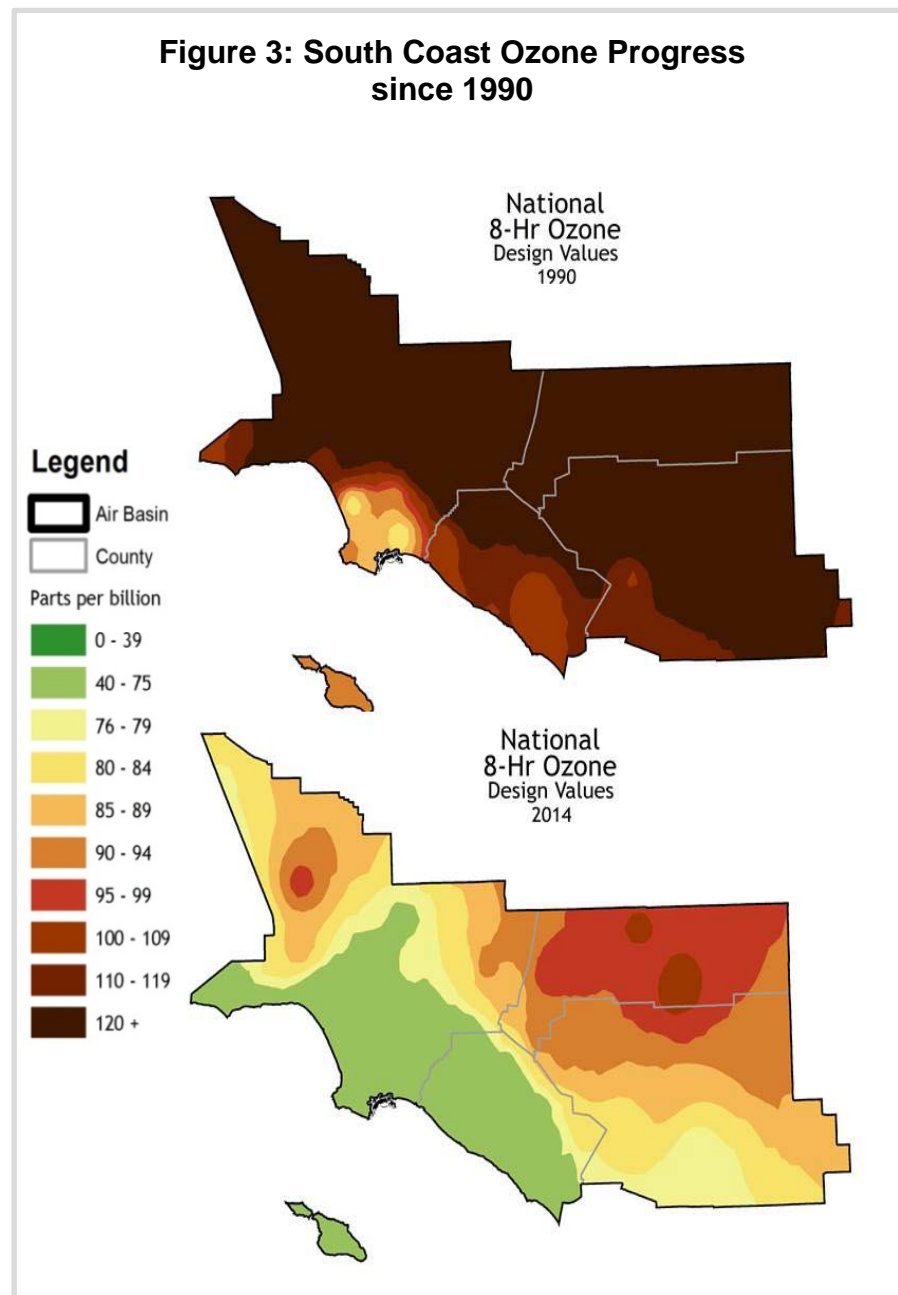 Figure 3: South Coast Ozone Progress
since 1990
National
8-Hr Ozone
Design Values
1990
Legend
Air Basin
County
Parts per billion
0 - 39
40 - 75
76 - 79
80 - 84
85 - 89
90 - 94
95 - 99
100 - 109
110 - 119
120 +
National
8-Hr Ozone
Design Values
2014